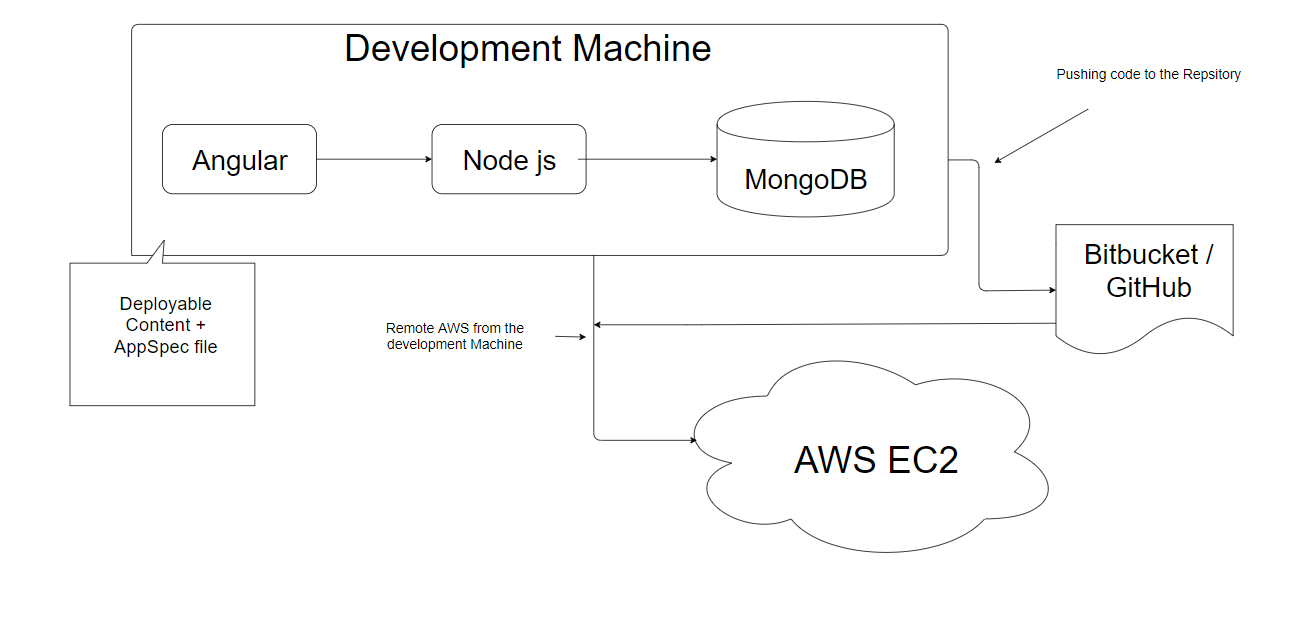 Development Machine
Pushing code to the Repsitory
Angular
Node js
MongoDB
Bitbucket /
GitHub
Deployable
Content +
AppSpec file
Remote AWS from the
development Machine
AWS EC2